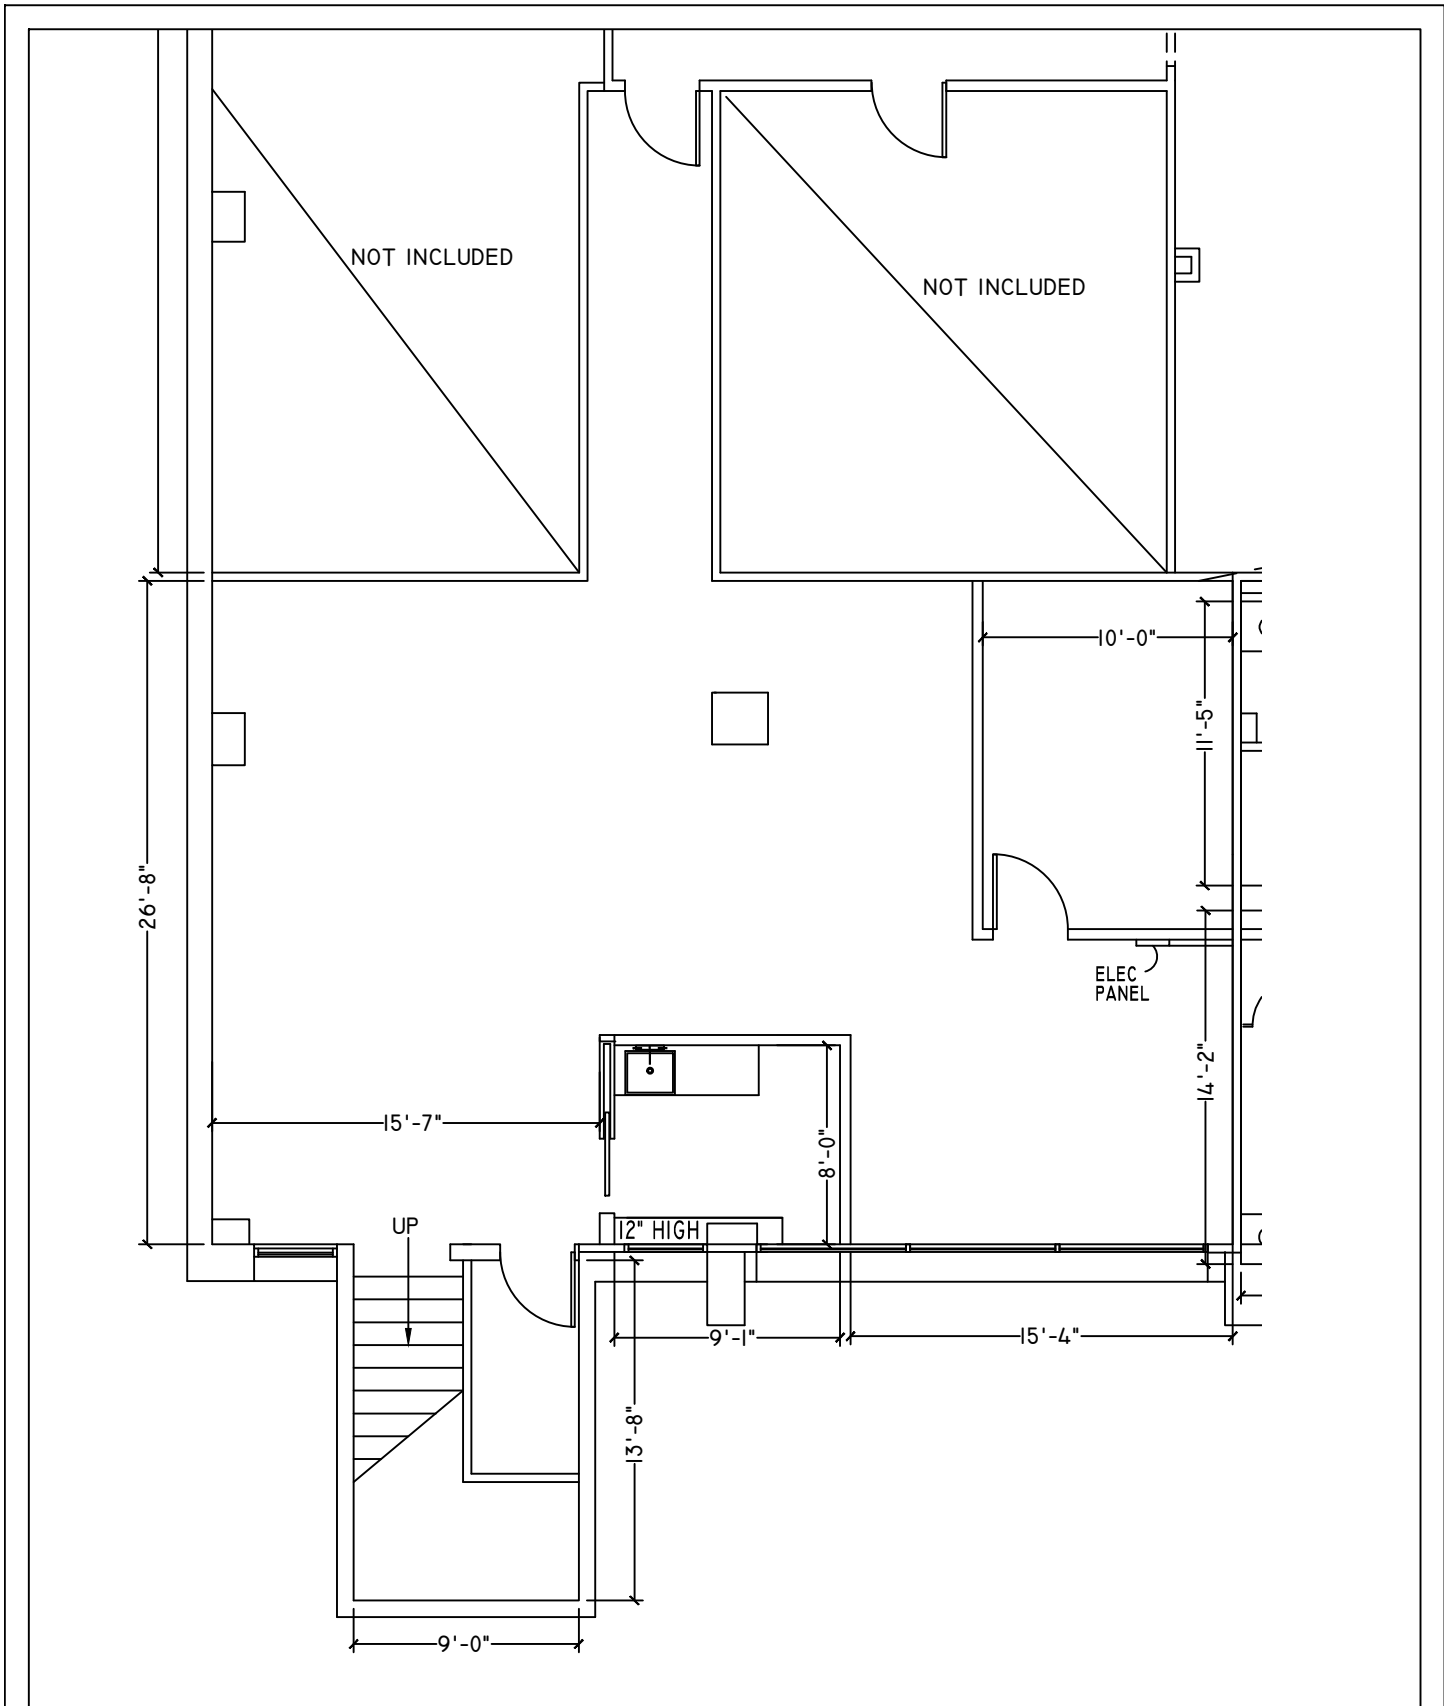 NOT INCLUDED
NOT INCLUDED
10'-0"
11'-5"
26'-8"
ELEC
PANEL
14'-2"
15'-7"
8'-0"
UP
12" HIGH
9'-1"
15'-4"
13'-8"
9'-0"